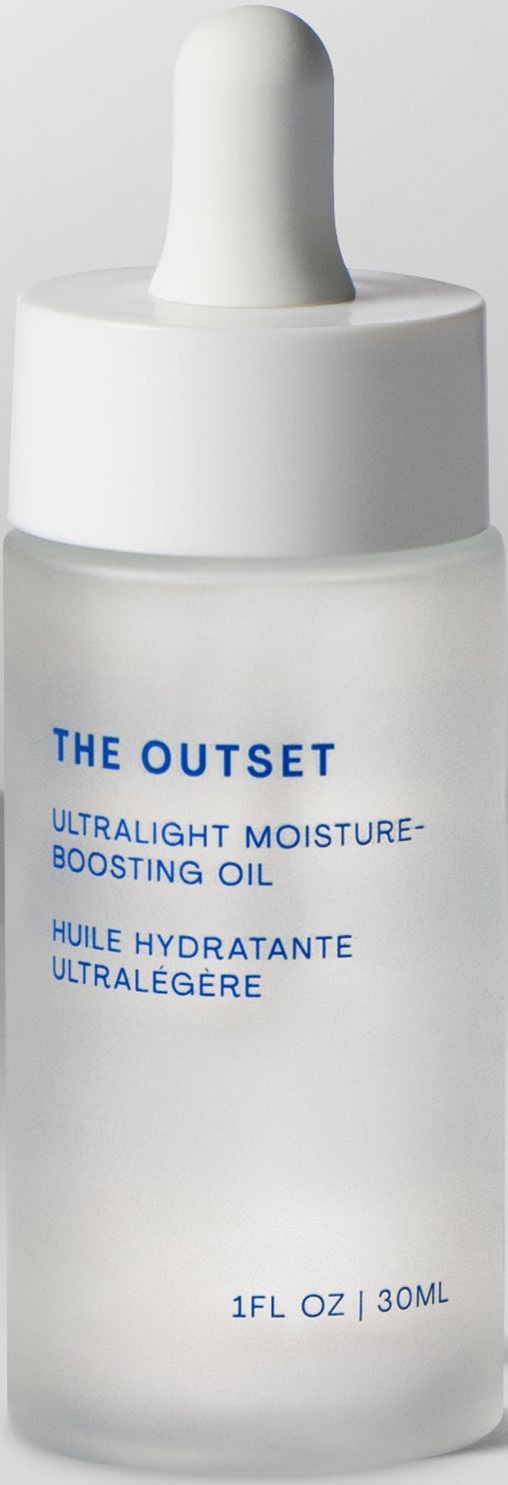 THE OUTSET
ULTRALIGHT MOISTURE-
BOOSTING OIL
HUILE HYDRATANTE
ULTRALÉGÈRE
1FL OZ | 30ML